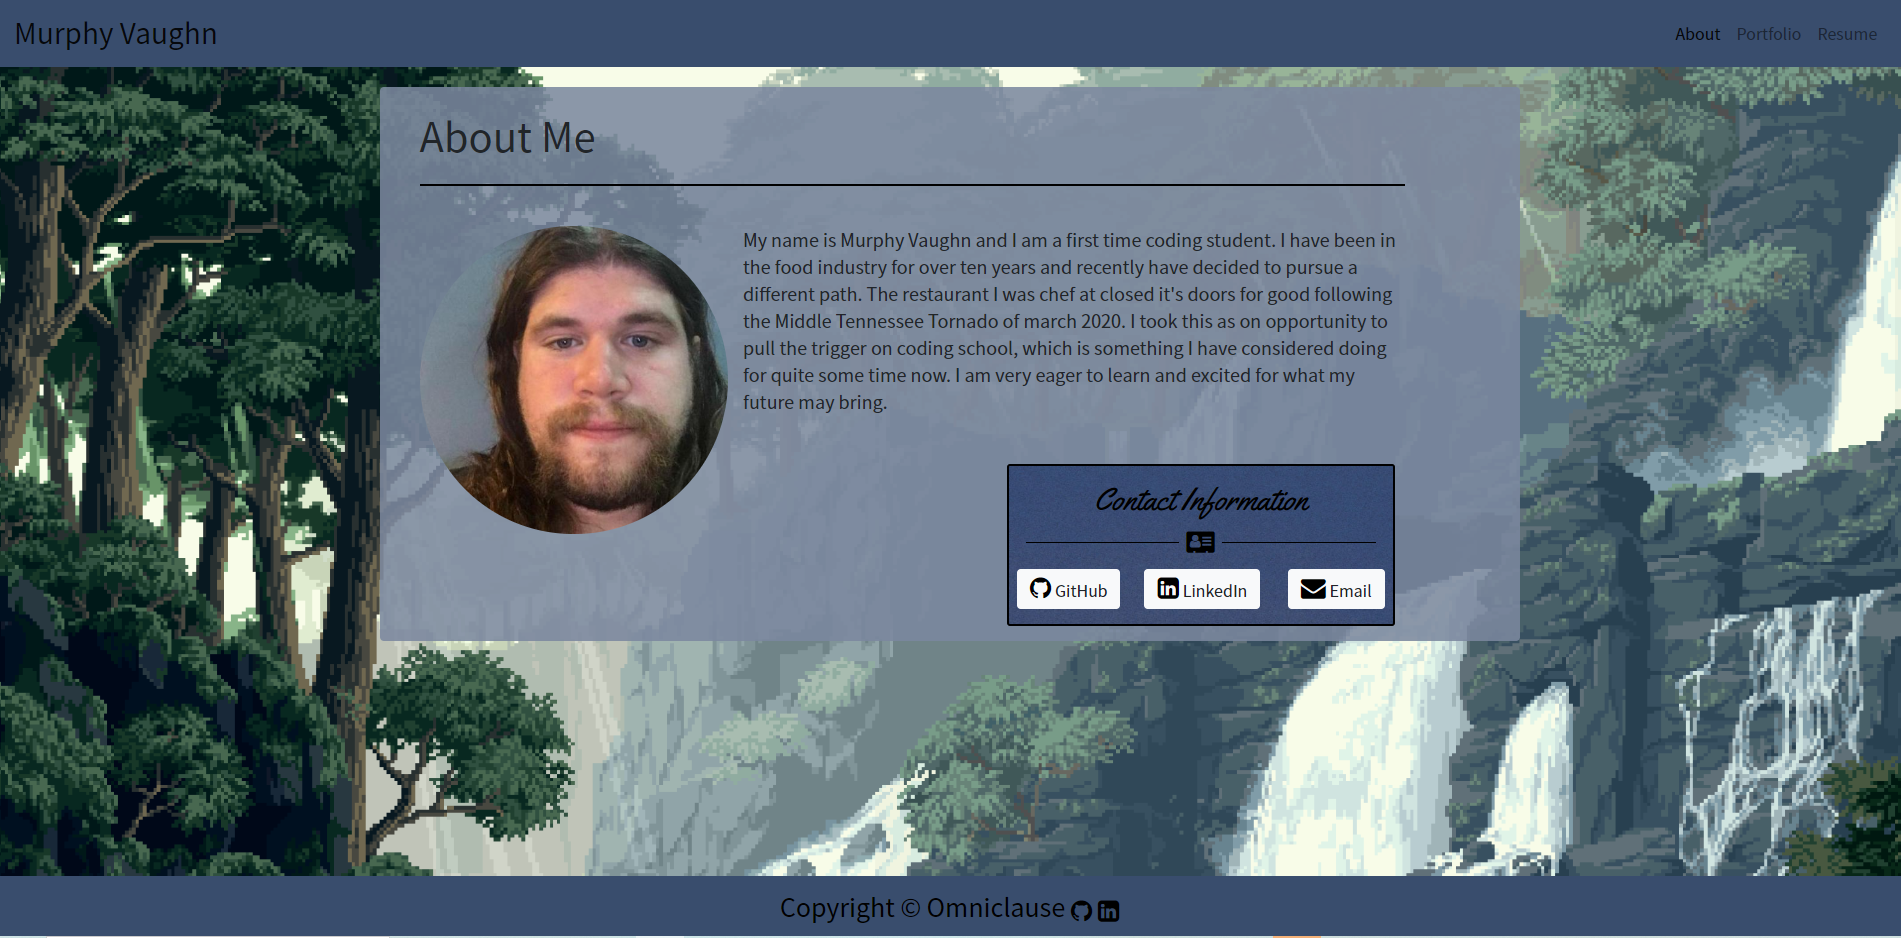 Murphy Vaughn
About Portfolio Resume
About Me
My name is Murphy Vaughn and I am a first time coding student. I have been in
the food industry for over ten years and recently have decided to pursue a
different path. The restaurant I was chef at closed it's doors for good following
the Middle Tennessee Tornado of march 2020. I took this as on opportunity to
pull the trigger on coding school, which is something I have considered doing
for quite some time now. I am very eager to learn and excited for what my
future may bring.
Contact Information
GitHub LinkedIn Email
Copyright © Omniclause